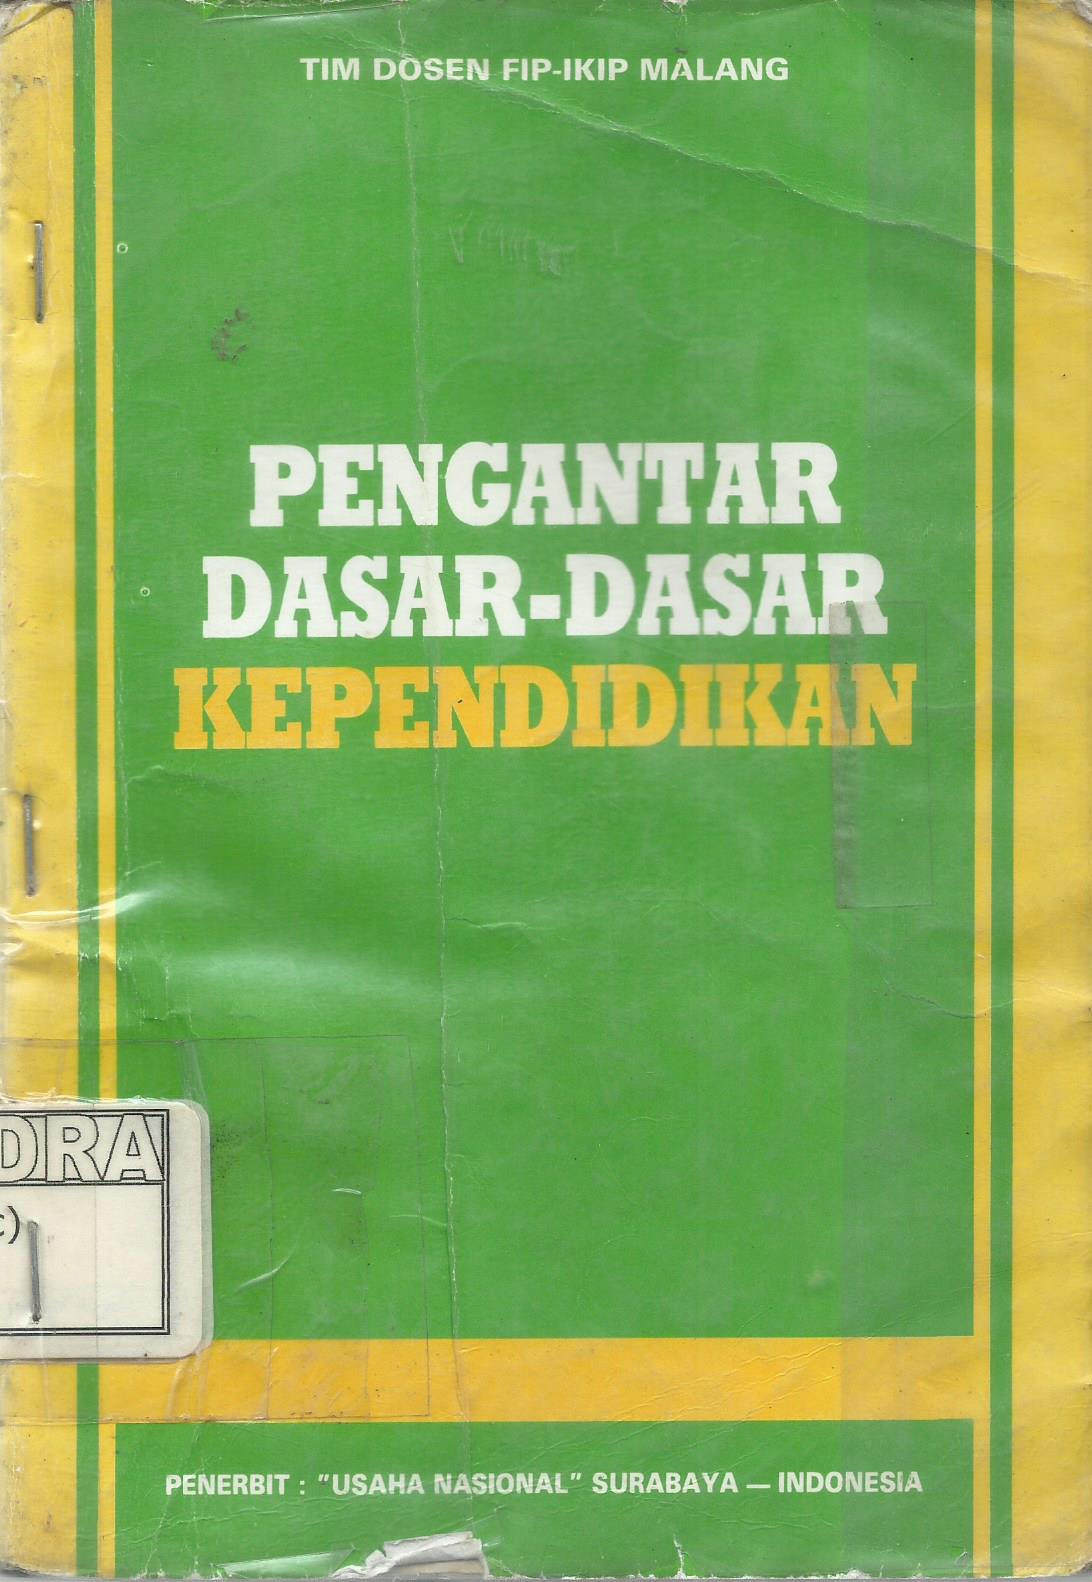 TIM DOSEN FIP-IKIP MALANG
PENGANTAR
DASAR-DASAR
KEPENDIDIKAN
DRA
c)
PENERBIT : "USAHA NASIONAL" SURABAYA — INDONESIA